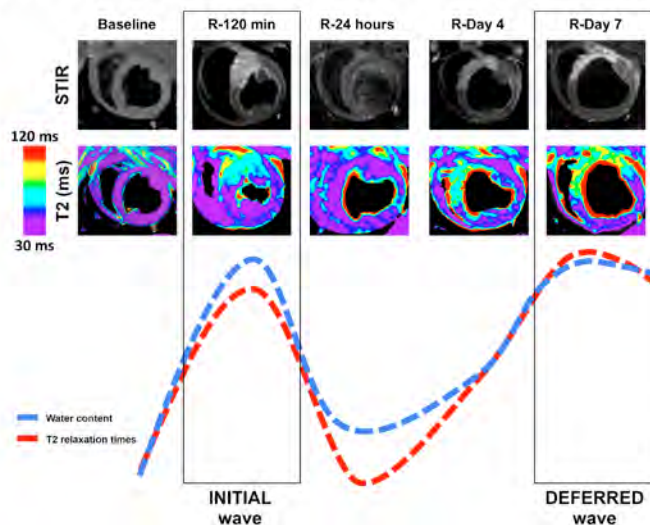 Baseline R-120 min R-24 hours R-Day 4 R-Day 7
STIR
120 ms
T2 (ms)
30 ms
Water content
T2 relaxation times
INITIAL
wave
DEFERRED
wave